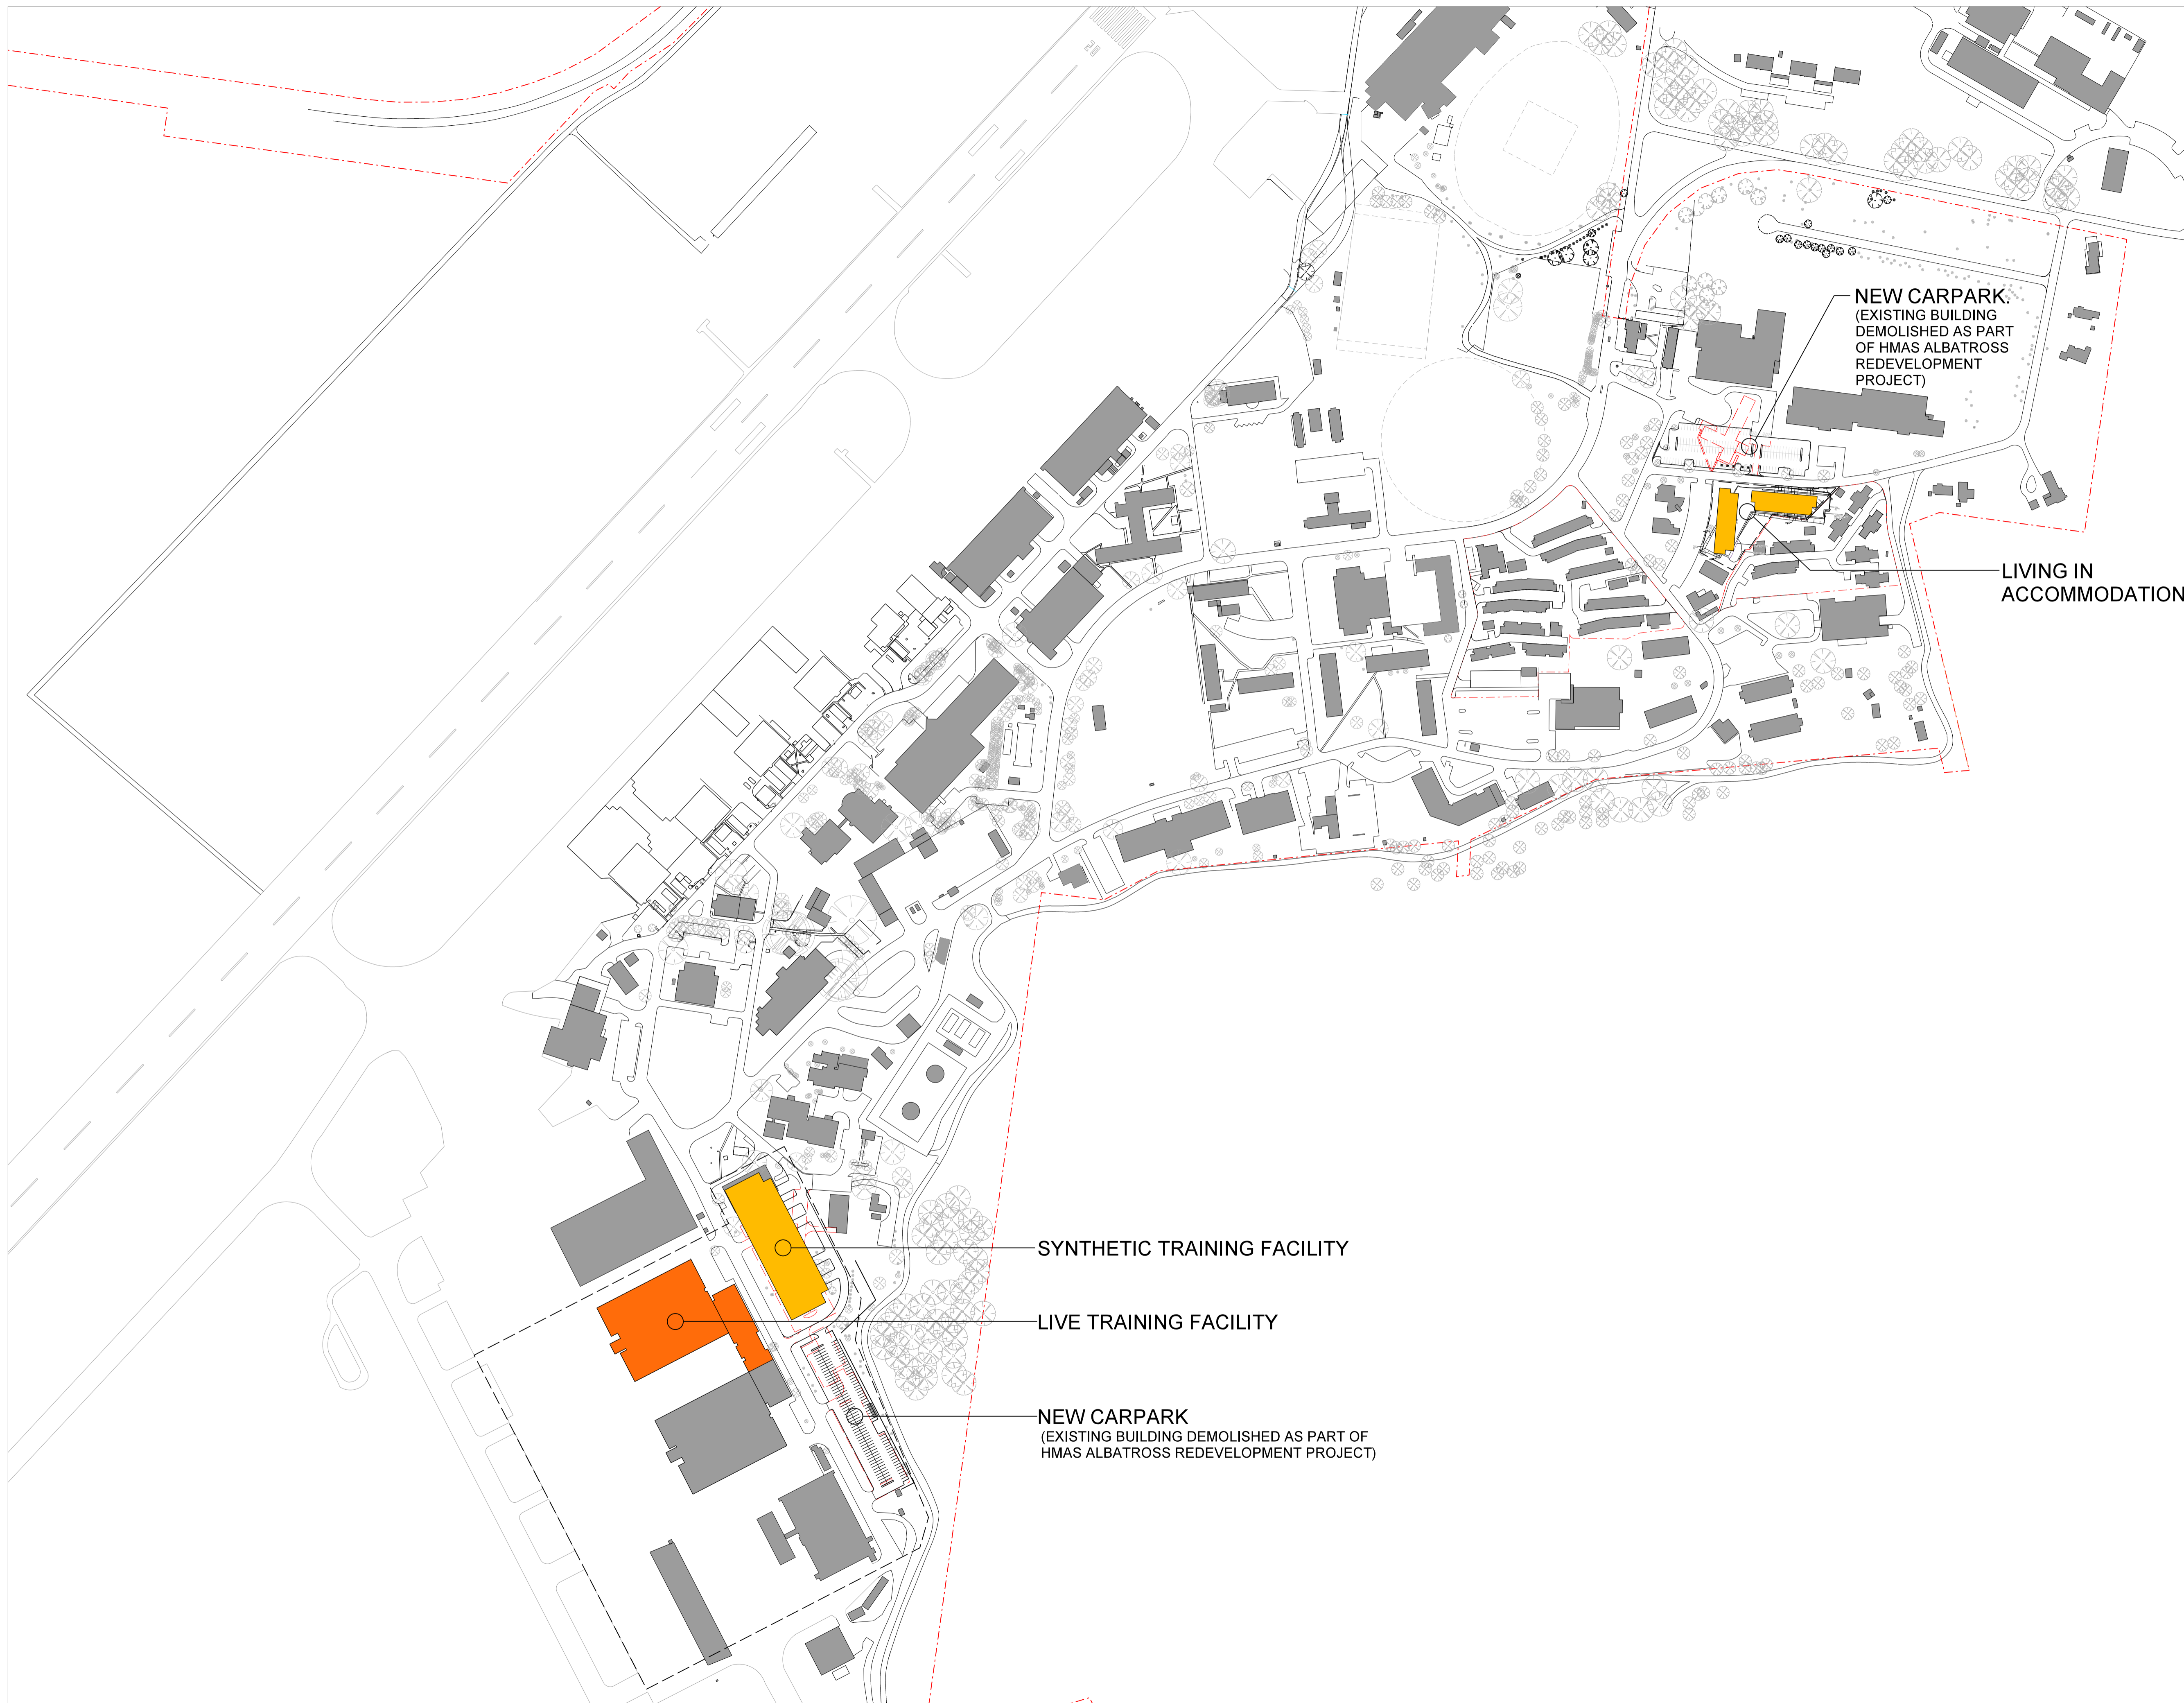 21
NEW CARPARK.
(EXISTING BUILDING
DEMOLISHED AS PART
OF HMAS ALBATROSS
REDEVELOPMENT
PROJECT)
LIVING IN
ACCOMMODATION
SYNTHETIC TRAINING FACILITY
LIVE TRAINING FACILITY
NEW CARPARK
(EXISTING BUILDING DEMOLISHED AS PART OF
HMAS ALBATROSS REDEVELOPMENT PROJECT)